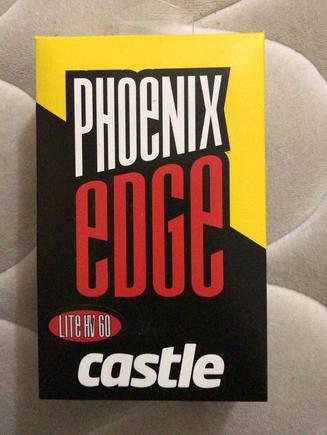 PHOENIX
EDGE
LITE HV 60
castle